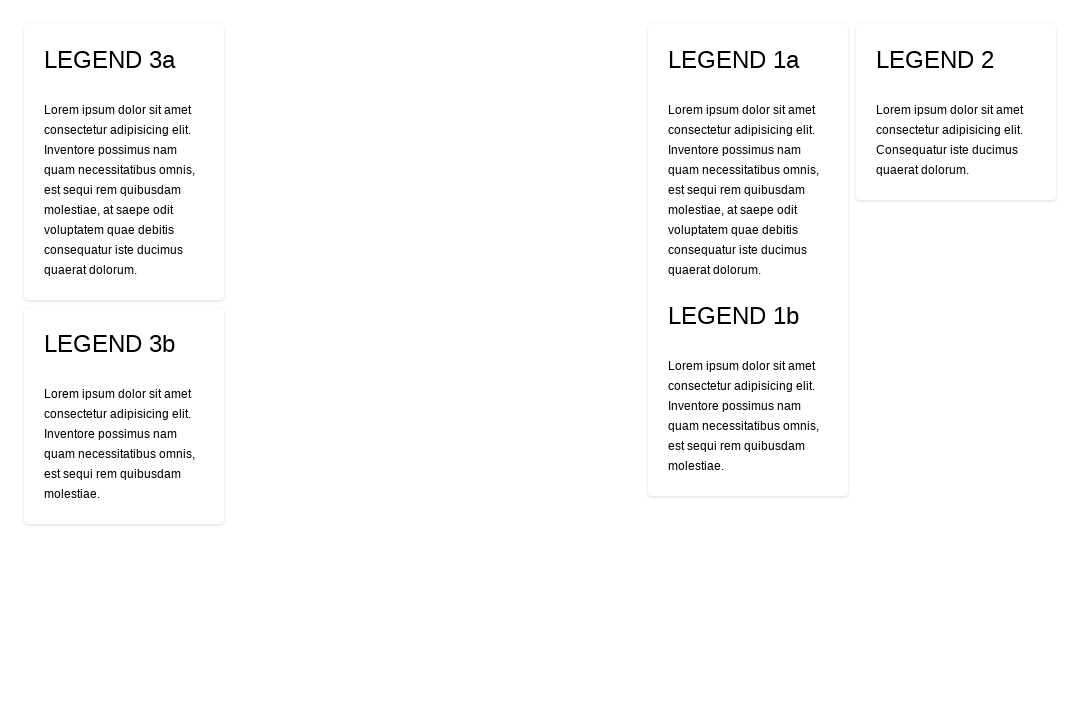 LEGEND 3a
Lorem ipsum dolor sit amet
consectetur adipisicing elit.
Inventore possimus nam
quam necessitatibus omnis,
est sequi rem quibusdam
molestiae, at saepe odit
voluptatem quae debitis
consequatur iste ducimus
quaerat dolorum.
LEGEND 3b
Lorem ipsum dolor sit amet
consectetur adipisicing elit.
Inventore possimus nam
quam necessitatibus omnis,
est sequi rem quibusdam
molestiae.
LEGEND 1a
Lorem ipsum dolor sit amet
consectetur adipisicing elit.
Inventore possimus nam
quam necessitatibus omnis,
est sequi rem quibusdam
molestiae, at saepe odit
voluptatem quae debitis
consequatur iste ducimus
quaerat dolorum.
LEGEND 1b
Lorem ipsum dolor sit amet
consectetur adipisicing elit.
Inventore possimus nam
quam necessitatibus omnis,
est sequi rem quibusdam
molestiae.
LEGEND 2
Lorem ipsum dolor sit amet
consectetur adipisicing elit.
Consequatur iste ducimus
quaerat dolorum.